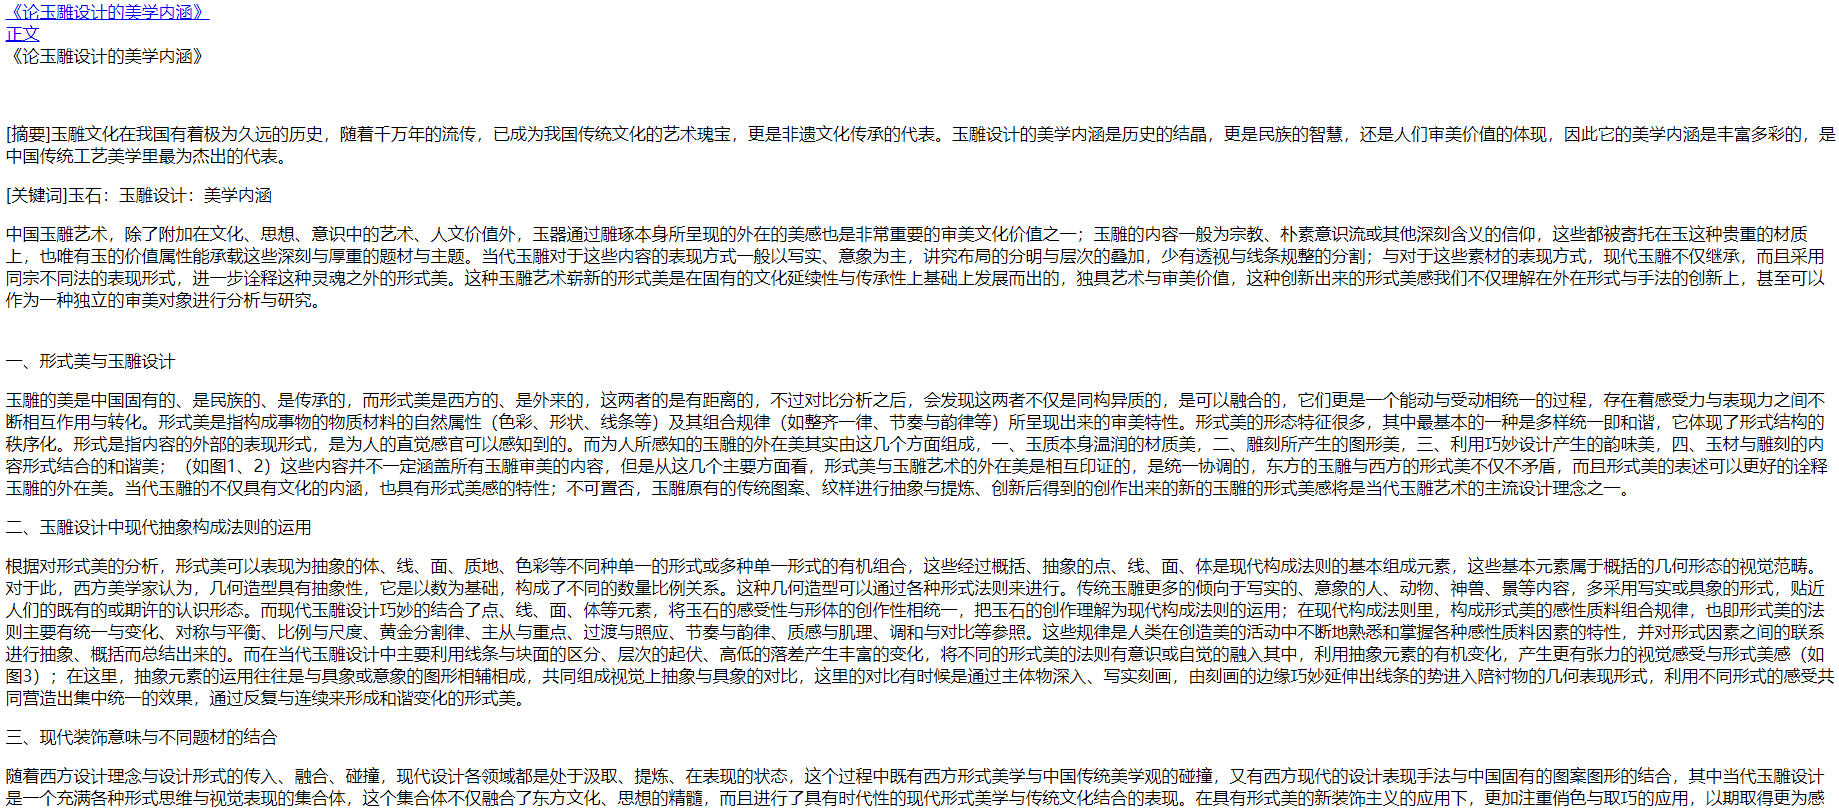 《论玉雕设计的美学内涵》
正文
《论玉雕设计的美学内涵》
[摘要]玉雕文化在我国有着极为久远的历史，随着千万年的流传，已成为我国传统文化的艺术瑰宝，更是非遗文化传承的代表。玉雕设计的美学内涵是历史的结晶，更是民族的智慧，还是人们审美价值的体现，因此它的美学内涵是丰富多彩的，是
中国传统工艺美学里最为杰出的代表。
[关键词]玉石：玉雕设计：美学内涵
中国玉雕艺术，除了附加在文化、思想、意识中的艺术、人文价值外，玉器通过雕琢本身所呈现的外在的美感也是非常重要的审美文化价值之一；玉雕的内容一般为宗教、朴素意识流或其他深刻含义的信仰，这些都被寄托在玉这种贵重的材质
上，也唯有玉的价值属性能承载这些深刻与厚重的题材与主题。当代玉雕对于这些内容的表现方式一般以写实、意象为主，讲究布局的分明与层次的叠加，少有透视与线条规整的分割；与对于这些素材的表现方式，现代玉雕不仅继承，而且采用
同宗不同法的表现形式，进一步诠释这种灵魂之外的形式美。这种玉雕艺术崭新的形式美是在固有的文化延续性与传承性上基础上发展而出的，独具艺术与审美价值，这种创新出来的形式美感我们不仅理解在外在形式与手法的创新上，甚至可以
作为一种独立的审美对象进行分析与研究。
一、形式美与玉雕设计
玉雕的美是中国固有的、是民族的、是传承的，而形式美是西方的、是外来的，这两者的是有距离的，不过对比分析之后，会发现这两者不仅是同构异质的，是可以融合的，它们更是一个能动与受动相统一的过程，存在着感受力与表现力之间不
断相互作用与转化。形式美是指构成事物的物质材料的自然属性（色彩、形状、线条等）及其组合规律（如整齐一律、节奏与韵律等）所呈现出来的审美特性。形式美的形态特征很多，其中最基本的一种是多样统一即和谐，它体现了形式结构的
秩序化。形式是指内容的外部的表现形式，是为人的直觉感官可以感知到的。而为人所感知的玉雕的外在美其实由这几个方面组成，一、玉质本身温润的材质美，二、雕刻所产生的图形美，三、利用巧妙设计产生的韵味美，四、玉材与雕刻的内
容形式结合的和谐美；（如图1、2）这些内容并不一定涵盖所有玉雕审美的内容，但是从这几个主要方面看，形式美与玉雕艺术的外在美是相互印证的，是统一协调的，东方的玉雕与西方的形式美不仅不矛盾，而且形式美的表述可以更好的诠释
玉雕的外在美。当代玉雕的不仅具有文化的内涵，也具有形式美感的特性；不可置否，玉雕原有的传统图案、纹样进行抽象与提炼、创新后得到的创作出来的新的玉雕的形式美感将是当代玉雕艺术的主流设计理念之一。
二、玉雕设计中现代抽象构成法则的运用
根据对形式美的分析，形式美可以表现为抽象的体、线、面、质地、色彩等不同种单一的形式或多种单一形式的有机组合，这些经过概括、抽象的点、线、面、体是现代构成法则的基本组成元素，这些基本元素属于概括的几何形态的视觉范畴。
对于此，西方美学家认为，几何造型具有抽象性，它是以数为基础，构成了不同的数量比例关系。这种几何造型可以通过各种形式法则来进行。传统玉雕更多的倾向于写实的、意象的人、动物、神兽、景等内容，多采用写实或具象的形式，贴近
人们的既有的或期许的认识形态。而现代玉雕设计巧妙的结合了点、线、面、体等元素，将玉石的感受性与形体的创作性相统一，把玉石的创作理解为现代构成法则的运用；在现代构成法则里，构成形式美的感性质料组合规律，也即形式美的法
则主要有统一与变化、对称与平衡、比例与尺度、黄金分割律、主从与重点、过渡与照应、节奏与韵律、质感与肌理、调和与对比等参照。这些规律是人类在创造美的活动中不断地熟悉和掌握各种感性质料因素的特性，并对形式因素之间的联系
进行抽象、概括而总结出来的。而在当代玉雕设计中主要利用线条与块面的区分、层次的起伏、高低的落差产生丰富的变化，将不同的形式美的法则有意识或自觉的融入其中，利用抽象元素的有机变化，产生更有张力的视觉感受与形式美感（如
图3）；在这里，抽象元素的运用往往是与具象或意象的图形相辅相成，共同组成视觉上抽象与具象的对比，这里的对比有时候是通过主体物深入、写实刻画，由刻画的边缘巧妙延伸出线条的势进入陪衬物的几何表现形式，利用不同形式的感受共
同营造出集中统一的效果，通过反复与连续来形成和谐变化的形式美。
三、现代装饰意味与不同题材的结合
随着西方设计理念与设计形式的传入、融合、碰撞，现代设计各领域都是处于汲取、提炼、在表现的状态，这个过程中既有西方形式美学与中国传统美学观的碰撞，又有西方现代的设计表现手法与中国固有的图案图形的结合，其中当代玉雕设计
是一个充满各种形式思维与视觉表现的集合体，这个集合体不仅融合了东方文化、思想的精髓，而且进行了具有时代性的现代形式美学与传统文化结合的表现。在具有形式美的新装饰主义的应用下，更加注重俏色与取巧的应用，以期取得更为感